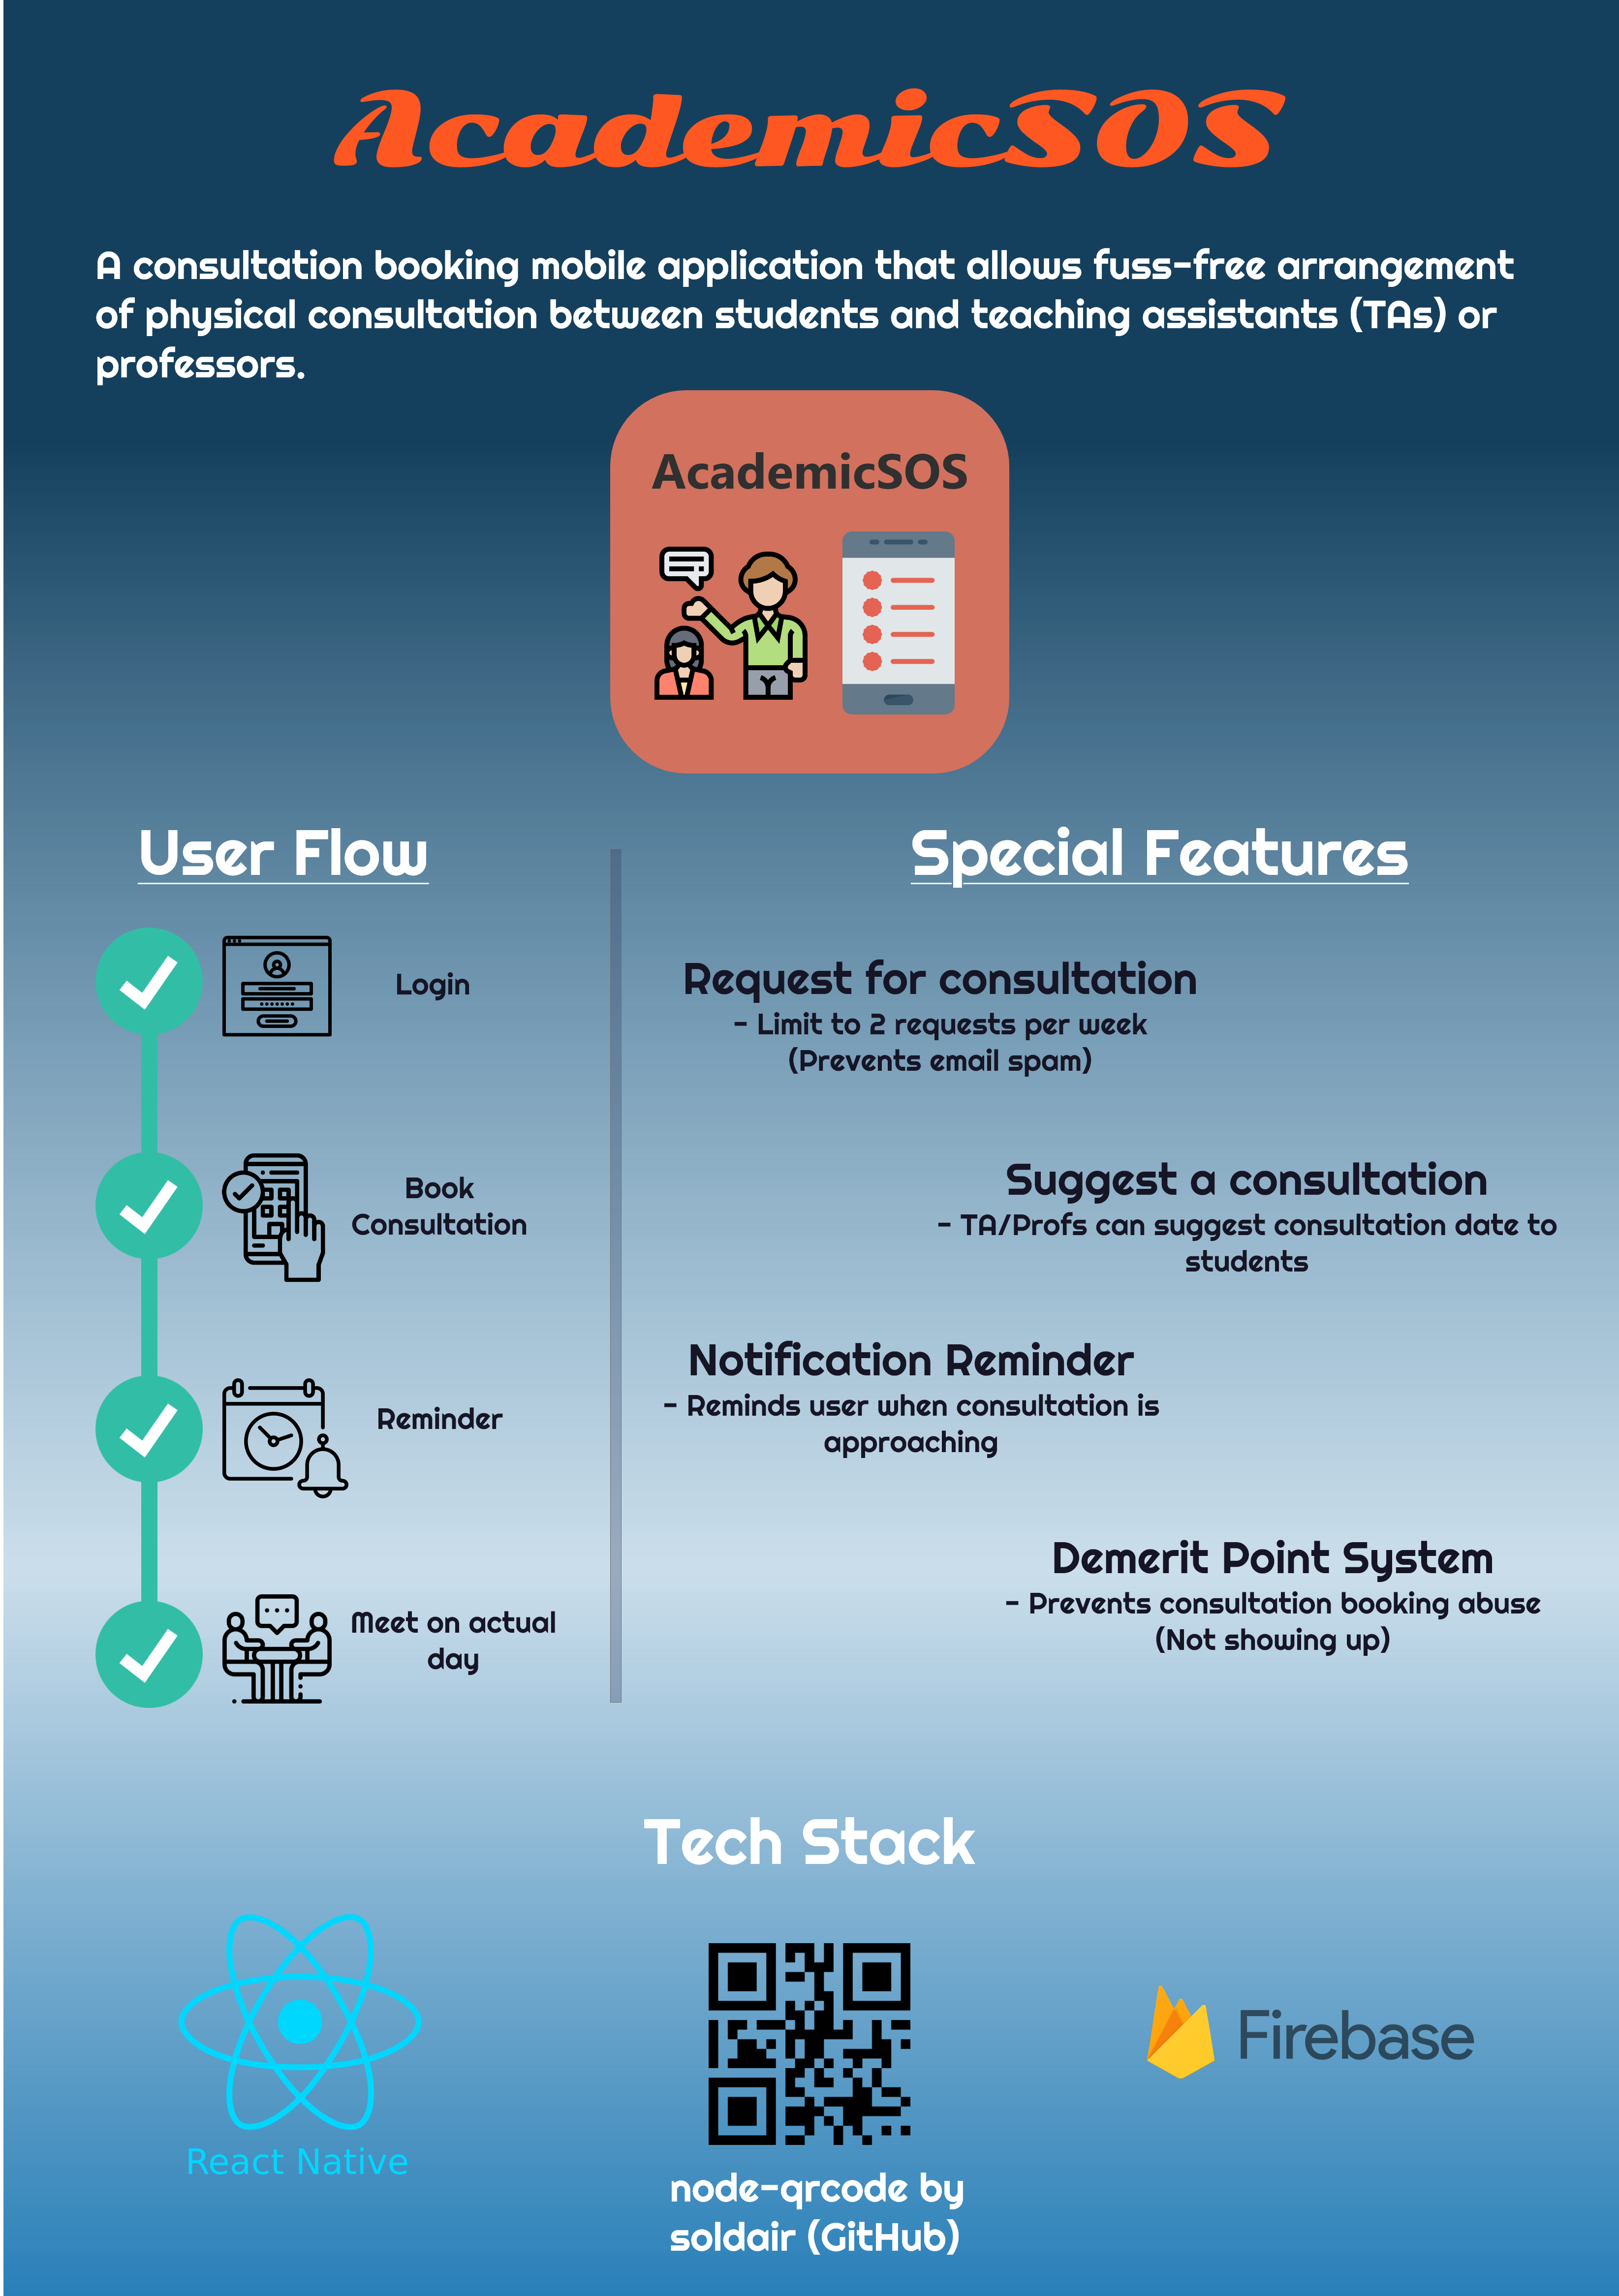 AcademicSOS
A consultation booking mobile application that allows fuss-free arrangement
of physical consultation between students and teaching assistants (TAs) or
professors.
AcademicSOS
User Flow
Login
Book
Consultation
Reminder
Meet on actual
day
Special Features
Request for consultation
- Limit to 2 requests per week
(Prevents email spam)
Suggest a consultation
- TA/Profs can suggest consultation date to
students
Notification Reminder
- Reminds user when consultation is
approaching
Demerit Point System
- Prevents consultation booking abuse
(Not showing up)
Tech Stack
React Native
node-qrcode by
soldair (GitHub)
Firebase